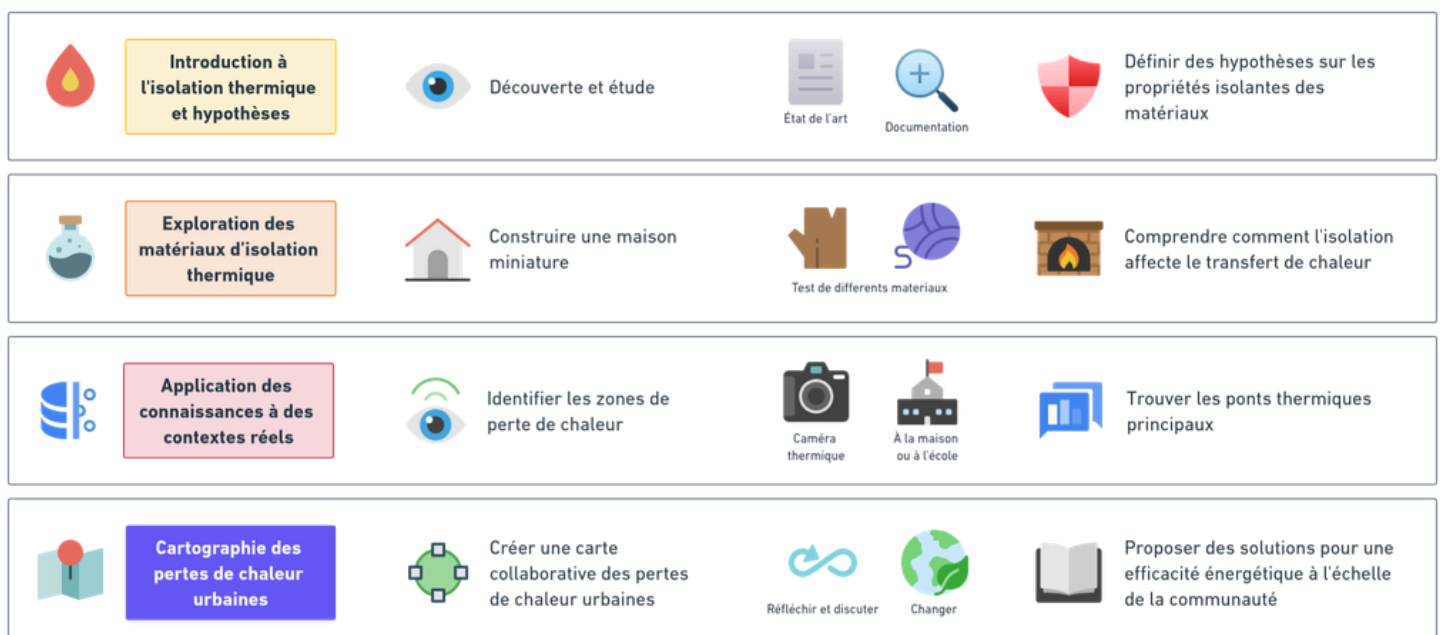 Introduction à
l'isolation thermique
et hypothèses
Découverte et étude
État de l'art
Documentation
Définir des hypothèses sur les
propriétés isolantes des
matériaux
Exploration des
matériaux d'isolation
thermique
Construire une maison
miniature
Test de differents materiaux
Comprendre comment l'isolation
affecte le transfert de chaleur
Application des
connaissances à des
contextes réels
Identifier les zones de
perte de chaleur
Caméra
thermique
À la maison
ou à l'école
Trouver les ponts thermiques
principaux
Cartographie des
pertes de chaleur
urbaines
Créer une carte
collaborative des pertes
de chaleur urbaines
Réfléchir et discuter
Changer
Proposer des solutions pour une
efficacité énergétique à l'échelle
de la communauté